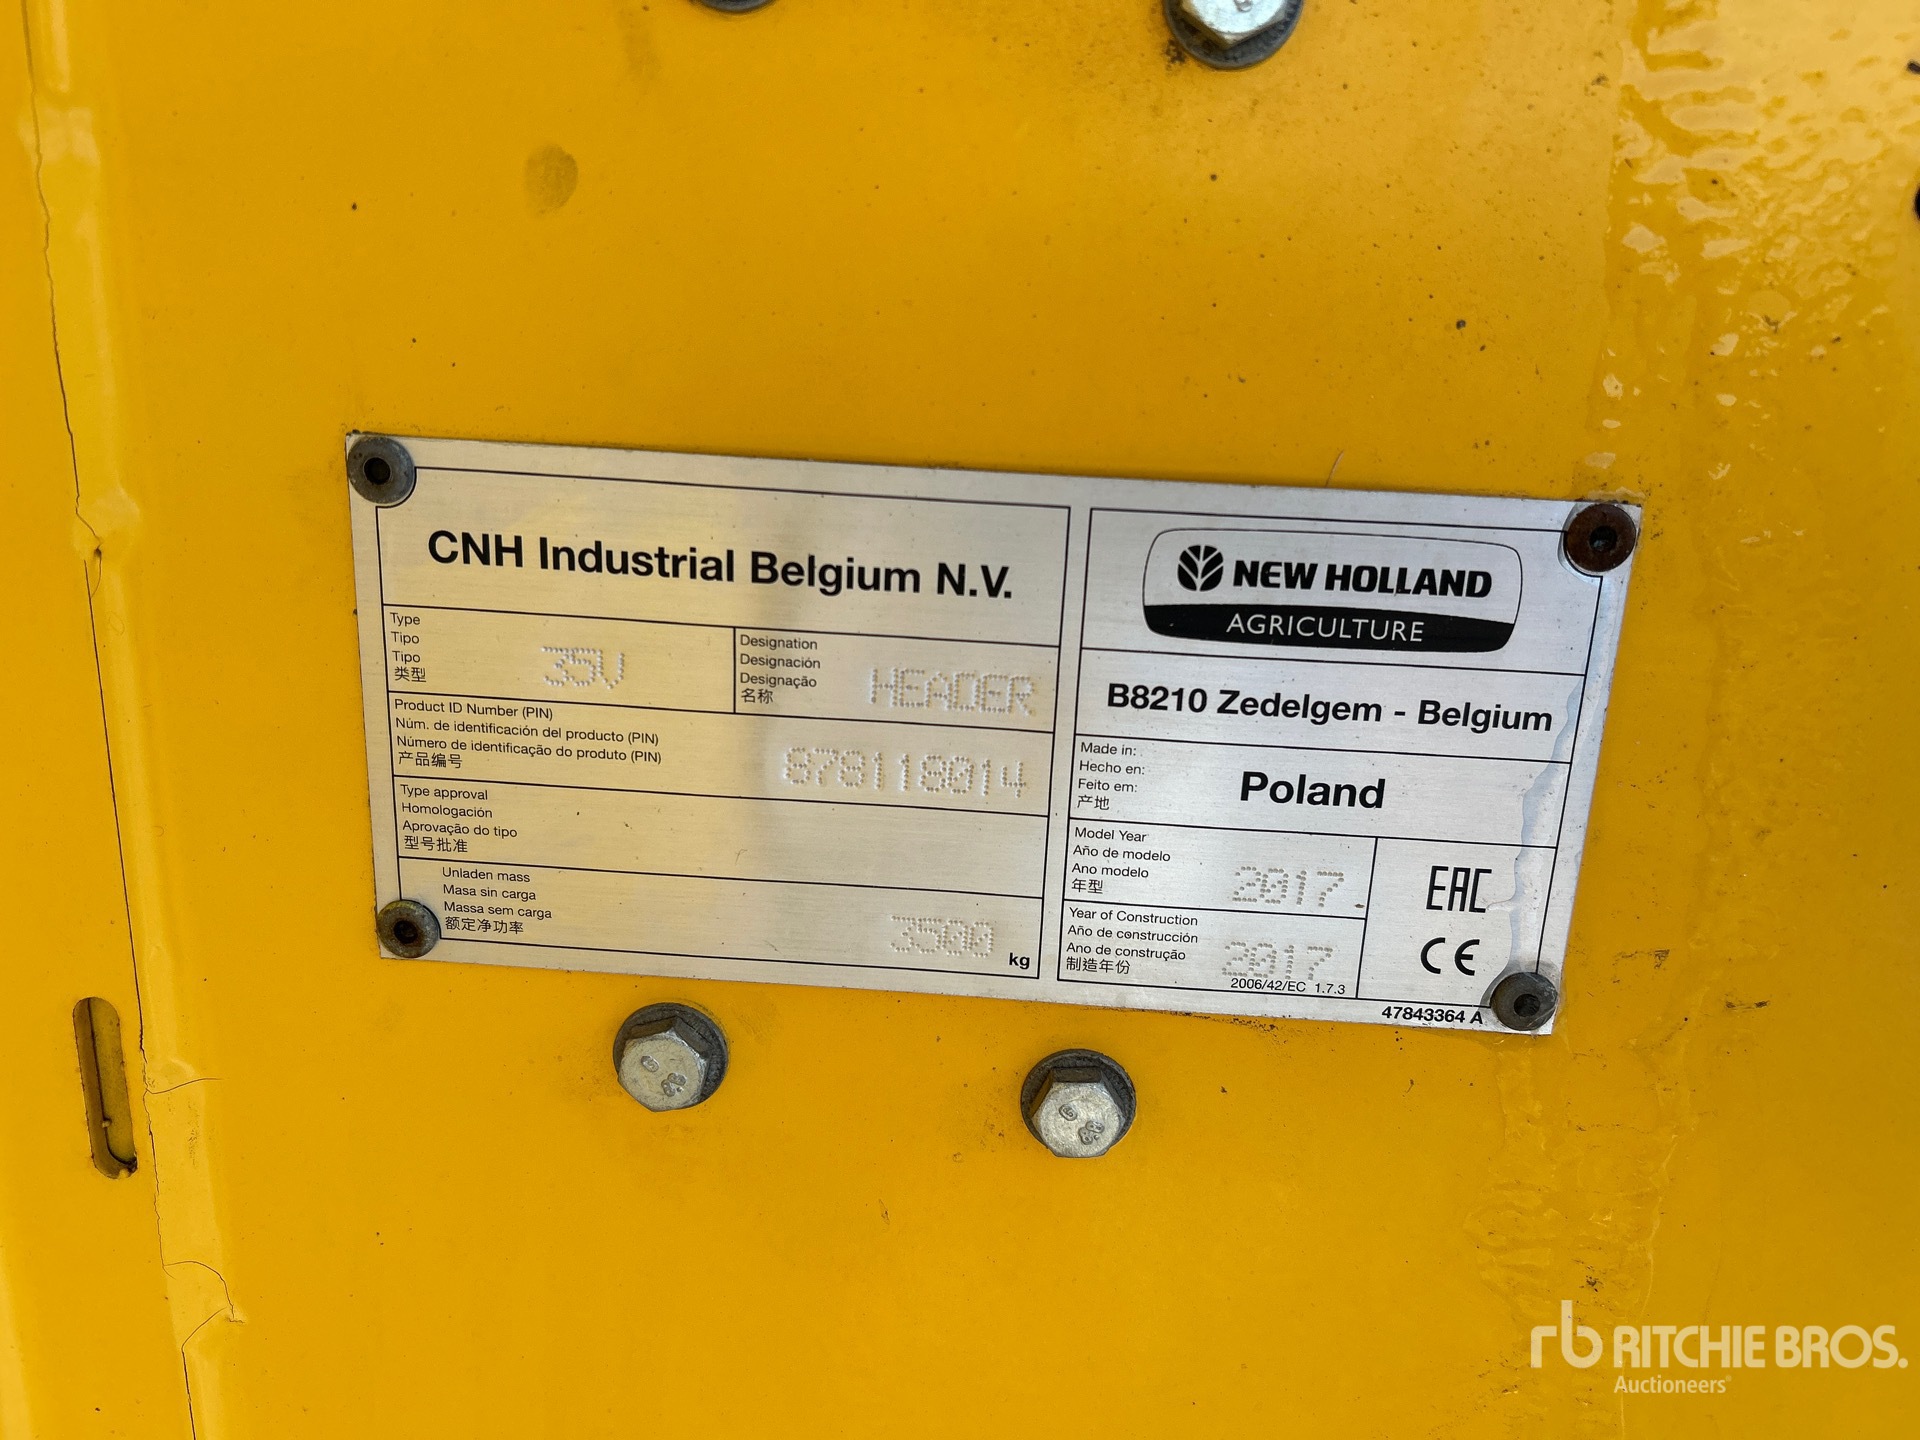 CNH Industrial Belgium N.V.
Type
Tipo
Tipo
类型
35V
Designation
Designación
Designação
名称
HEADER
Product ID Number (PIN)
Núm. de identificación del producto (PIN)
Número de identificação do produto (PIN)
产品编号
878118014
Type approval
Homologación
Aprovação do tipo
型号批准
Unladen mass
Masa sin carga
Massa sem carga
额定净功率
3500
kg
NEW HOLLAND
AGRICULTURE
B8210 Zedelgem - Belgium
Made in:
Hecho en:
Feito em:
产地
Poland
Model Year
Año de modelo
Ano modelo
年型
2017
Year of Construction
Año de construcción
Ano de construção
制造年份
2017
2006/42/EC 1.7.3
EAC
CE
47843364 A
8.8
8.8
rb RITCHIE BROS.
Auctioneers